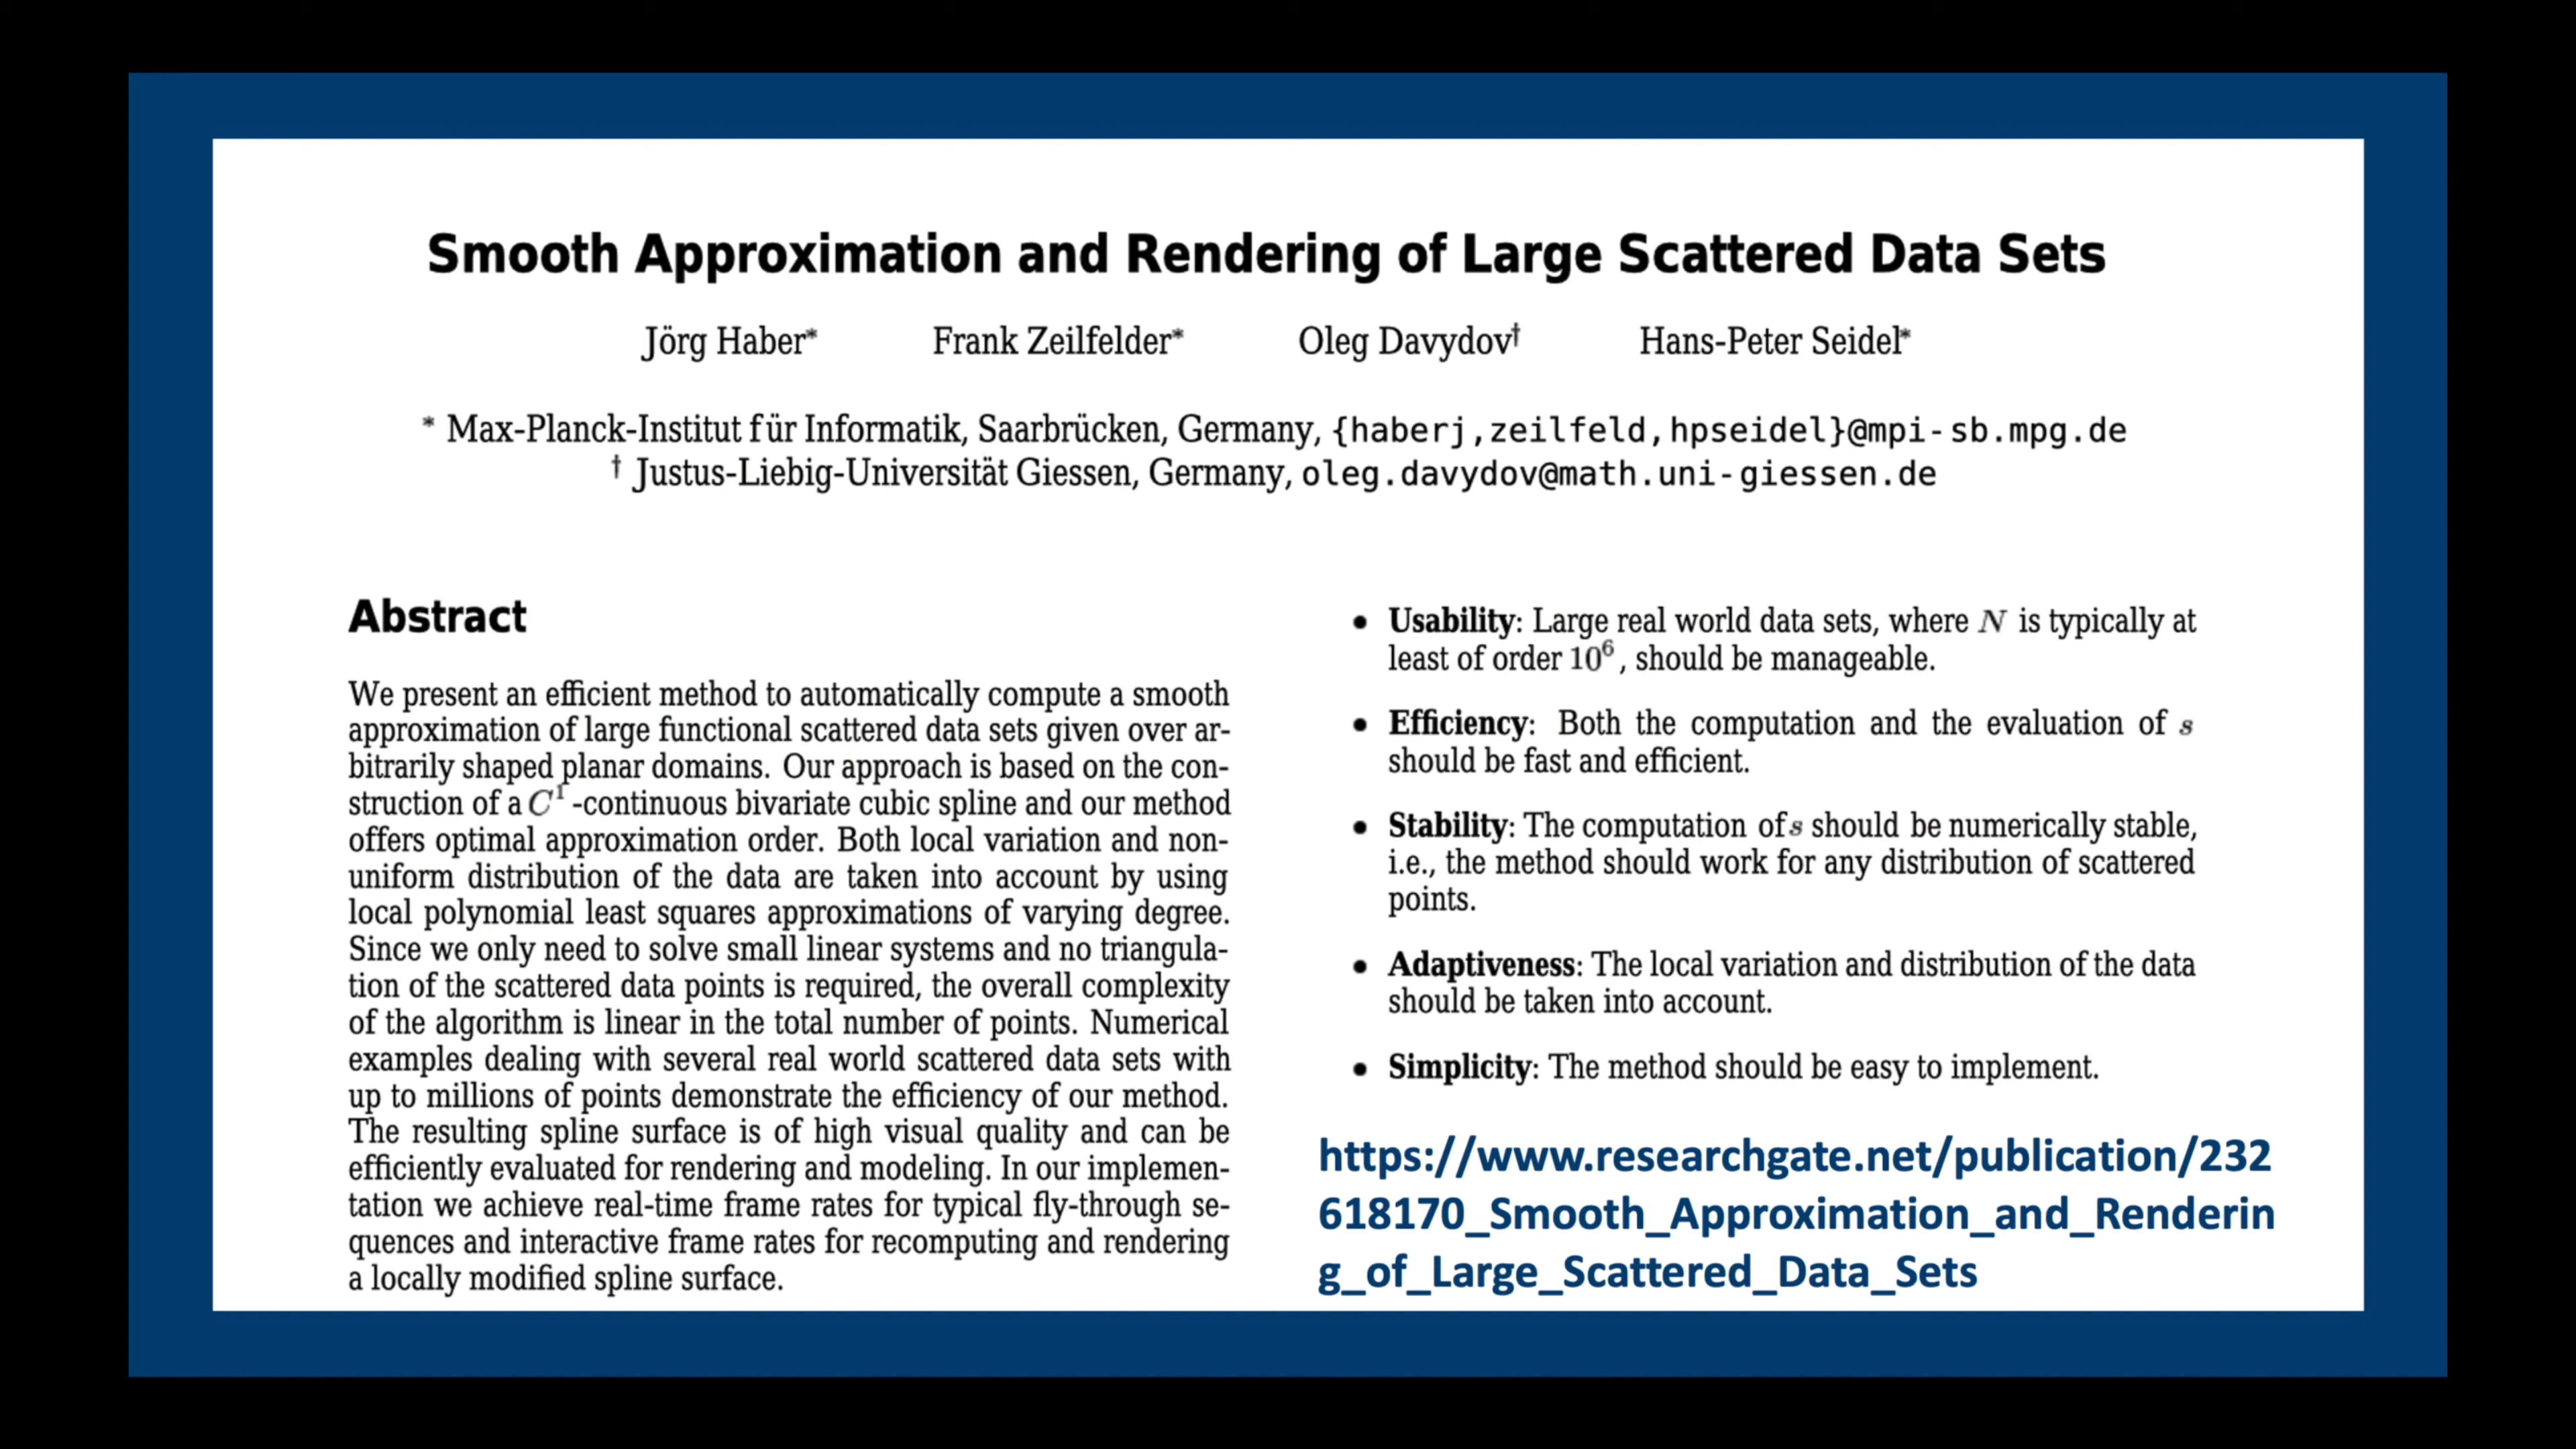 Smooth Approximation and Rendering of Large Scattered Data Sets
Jörg Haber* Frank Zeilfelder* Oleg Davydov† Hans-Peter Seidel*
* Max-Planck-Institut für Informatik, Saarbrücken, Germany, {haberj,zeilfeld,hpseidel}@mpi-sb.mpg.de
† Justus-Liebig-Universität Giessen, Germany, oleg.davydov@math.uni-giessen.de
Abstract
We present an efficient method to automatically compute a smooth
approximation of large functional scattered data sets given over ar-
bitrarily shaped planar domains. Our approach is based on the con-
struction of a C¹-continuous bivariate cubic spline and our method
offers optimal approximation order. Both local variation and non-
uniform distribution of the data are taken into account by using
local polynomial least squares approximations of varying degree.
Since we only need to solve small linear systems and no triangula-
tion of the scattered data points is required, the overall complexity
of the algorithm is linear in the total number of points. Numerical
examples dealing with several real world scattered data sets with
up to millions of points demonstrate the efficiency of our method.
The resulting spline surface is of high visual quality and can be
efficiently evaluated for rendering and modeling. In our implemen-
tation we achieve real-time frame rates for typical fly-through se-
quences and interactive frame rates for recomputing and rendering
a locally modified spline surface.
• Usability: Large real world data sets, where N is typically at
least of order 10⁶, should be manageable.
• Efficiency: Both the computation and the evaluation of s
should be fast and efficient.
• Stability: The computation of s should be numerically stable,
i.e., the method should work for any distribution of scattered
points.
• Adaptiveness: The local variation and distribution of the data
should be taken into account.
• Simplicity: The method should be easy to implement.
https://www.researchgate.net/publication/232
618170_Smooth_Approximation_and_Renderin
g_of_Large_Scattered_Data_Sets